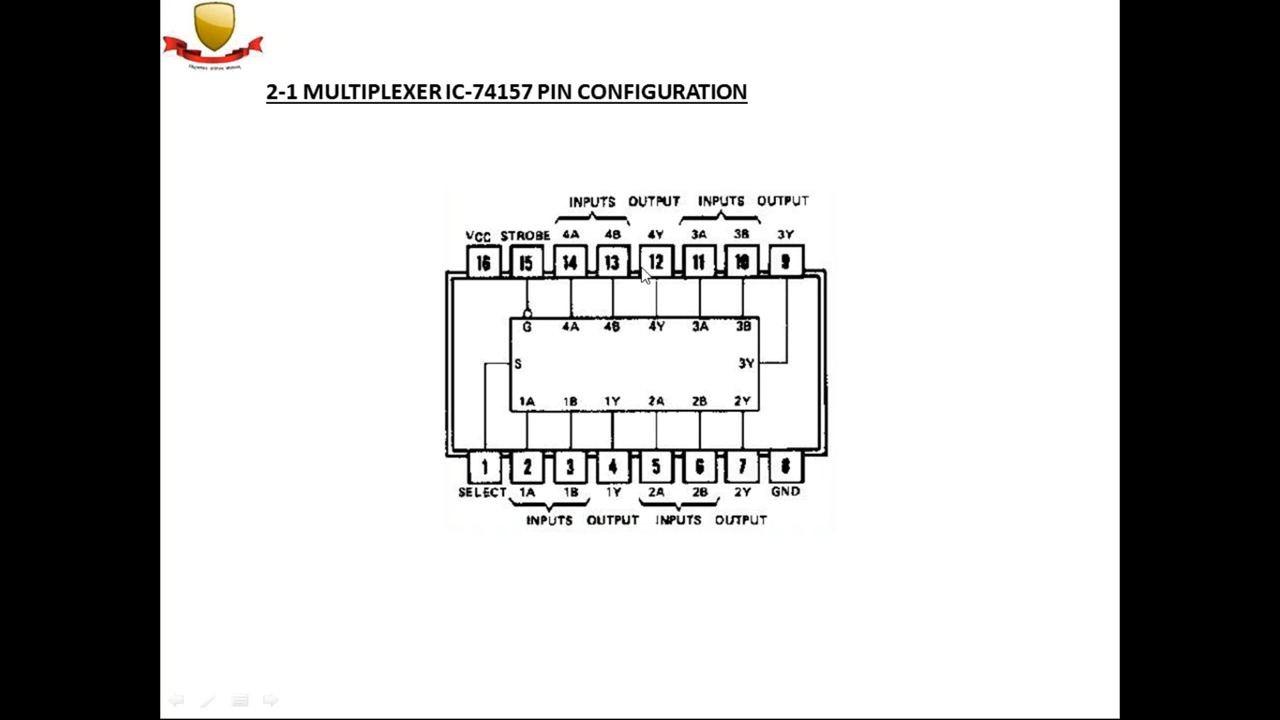 2-1 MULTIPLEXER IC-74157 PIN CONFIGURATION
INPUTS OUTPUT INPUTS OUTPUT
VCC STROBE 4A 4B 4Y 3A 3B 3Y
16 15 14 13 12 11 10 9
G 4A 4B 4Y 3A 3B
S 3Y
1A 1B 1Y 2A 2B 2Y
1 2 3 4 5 6 7 8
SELECT 1A 1B 1Y 2A 2B 2Y GND
INPUTS OUTPUT INPUTS OUTPUT